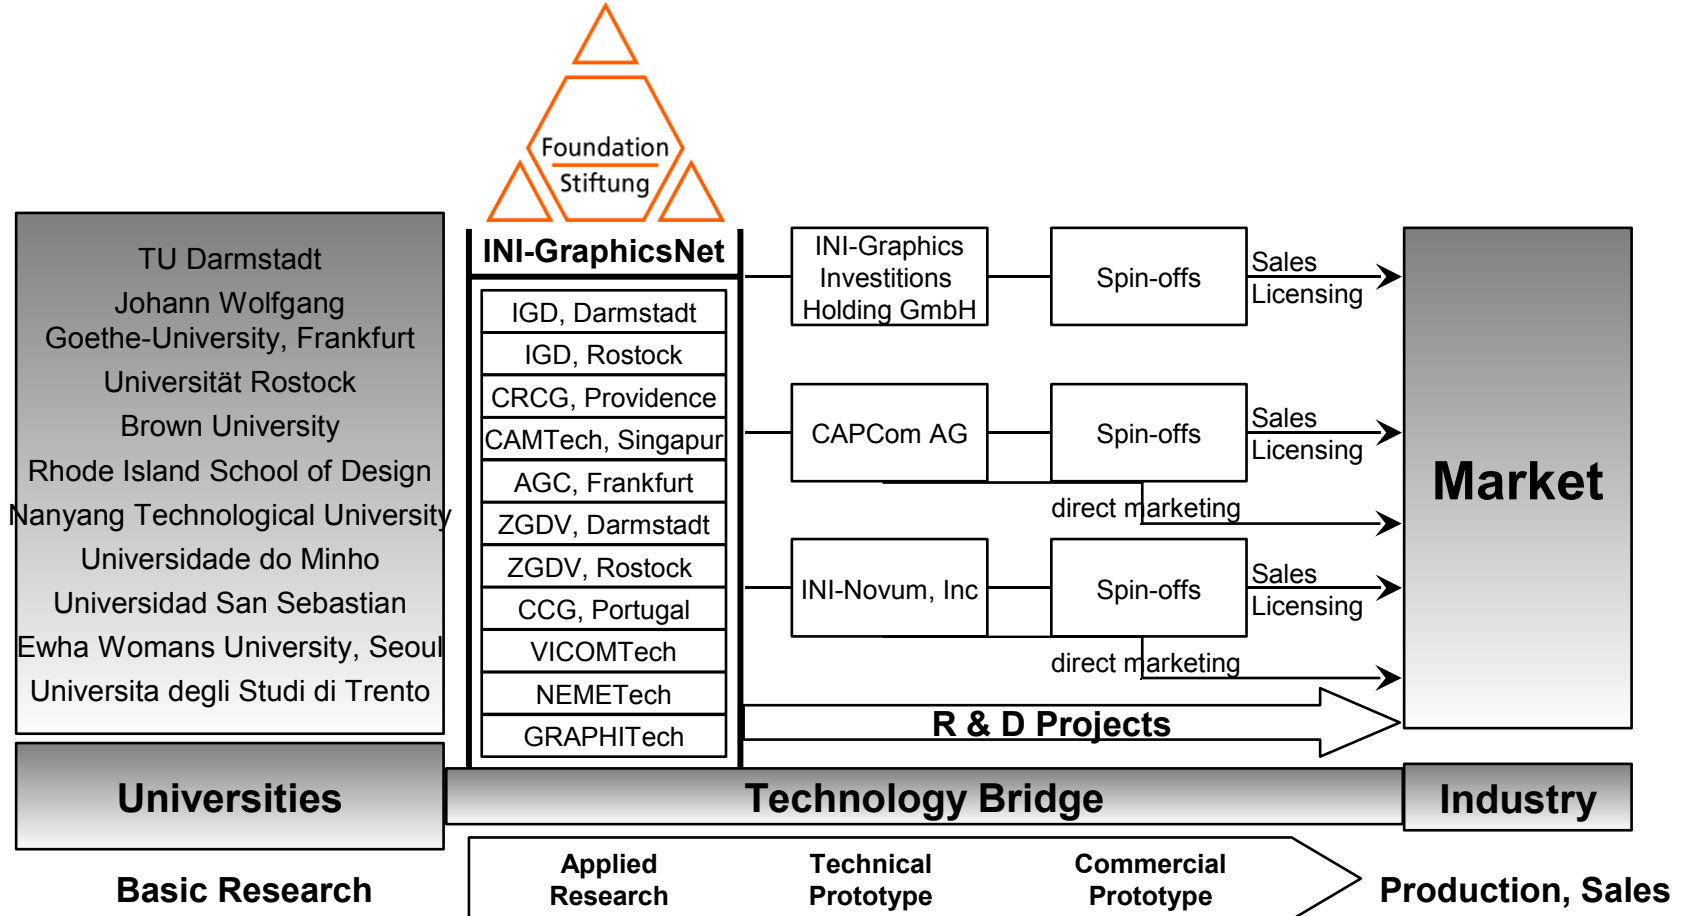 Foundation
Stiftung
TU Darmstadt
Johann Wolfgang
Goethe-University, Frankfurt
Universität Rostock
Brown University
Rhode Island School of Design
Nanyang Technological University
Universidade do Minho
Universidad San Sebastian
Ewha Womans University, Seoul
Universita degli Studi di Trento
INI-GraphicsNet
IGD, Darmstadt
IGD, Rostock
CRCG, Providence
CAMTech, Singapur
AGC, Frankfurt
ZGDV, Darmstadt
ZGDV, Rostock
CCG, Portugal
VICOMTech
NEMETech
GRAPHITech
INI-Graphics
Investitions
Holding GmbH
Spin-offs
Sales
Licensing
CAPCom AG
Spin-offs
Sales
Licensing
direct marketing
INI-Novum, Inc
Spin-offs
Sales
Licensing
direct marketing
R & D Projects
Market
Universities
Technology Bridge
Industry
Basic Research
Applied
Research
Technical
Prototype
Commercial
Prototype
Production, Sales